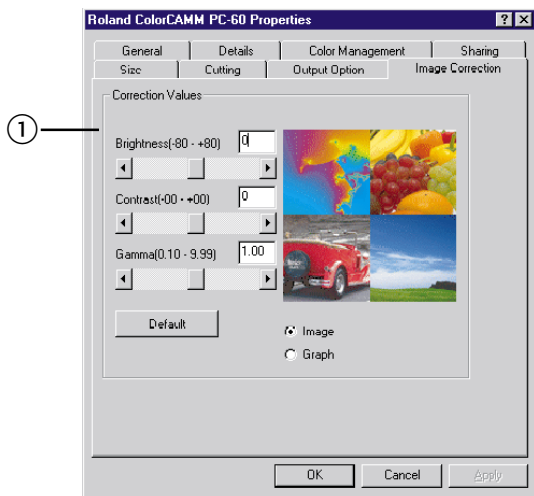 Roland ColorCAMM PC-60 Properties
General Details Color Management Sharing
Size Cutting Output Option Image Correction
Correction Values
①
Brightness(-80 - +80) 0
Contrast(-00 - +00) 0
Gamma(0.10 - 9.99) 1.00
Default
Image
Graph
OK Cancel Apply